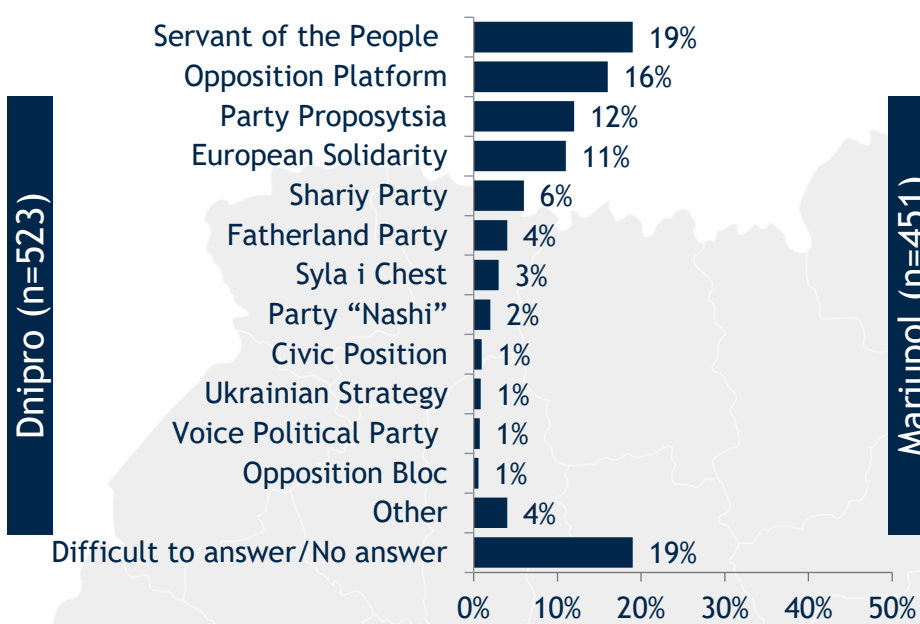 Dnipro (n=523)
Servant of the People 19%
Opposition Platform 16%
Party Proposytsia 12%
European Solidarity 11%
Shariy Party 6%
Fatherland Party 4%
Syla i Chest 3%
Party “Nashi” 2%
Civic Position 1%
Ukrainian Strategy 1%
Voice Political Party 1%
Opposition Bloc 1%
Other 4%
Difficult to answer/No answer 19%
0% 10% 20% 30% 40% 50%
Mariupol (n=451)